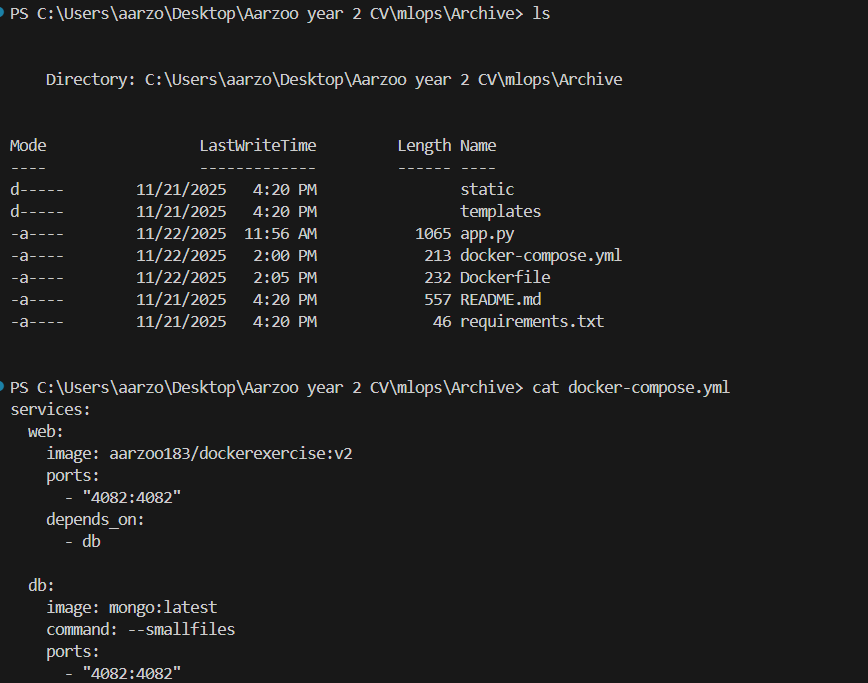 PS C:\Users\aarzo\Desktop\Aarzoo year 2 CV\mlops\Archive> ls
    Directory: C:\Users\aarzo\Desktop\Aarzoo year 2 CV\mlops\Archive
Mode                 LastWriteTime         Length Name
----                 -------------         ------ ----
d-----        11/21/2025   4:20 PM                static
d-----        11/21/2025   4:20 PM                templates
-a----        11/22/2025  11:56 AM           1065 app.py
-a----        11/22/2025   2:00 PM            213 docker-compose.yml
-a----        11/22/2025   2:05 PM            232 Dockerfile
-a----        11/21/2025   4:20 PM            557 README.md
-a----        11/21/2025   4:20 PM             46 requirements.txt
PS C:\Users\aarzo\Desktop\Aarzoo year 2 CV\mlops\Archive> cat docker-compose.yml
services:
  web:
    image: aarzoo183/dockerexercise:v2
    ports:
      - "4082:4082"
    depends_on:
      - db
  db:
    image: mongo:latest
    command: --smallfiles
    ports:
      - "4082:4082"